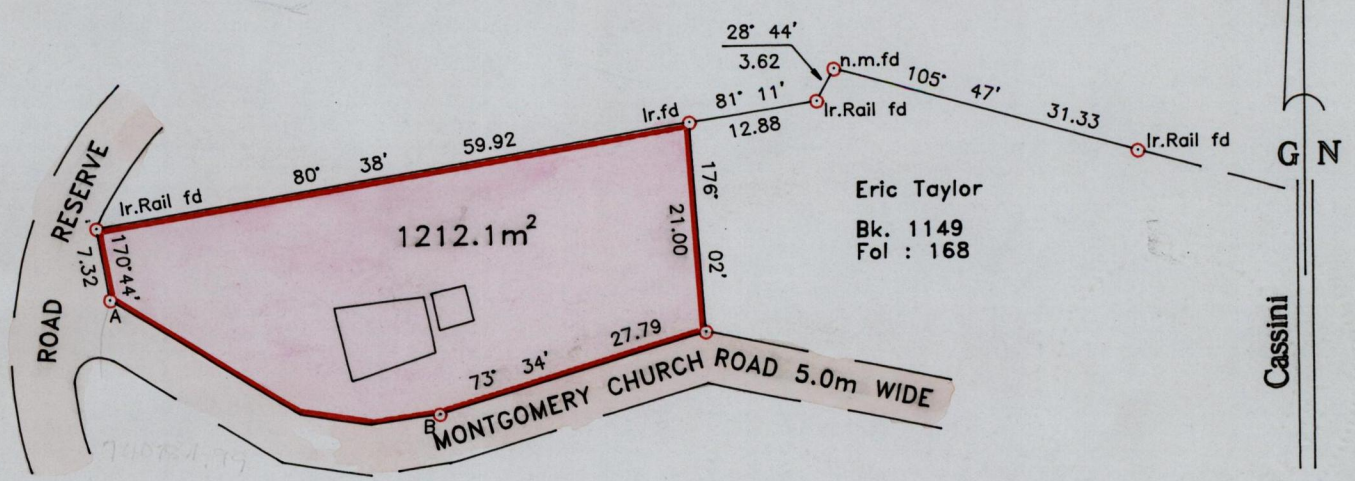 28° 44'
3.62
n.m.fd
105° 47' 31.33
Ir.Rail fd
81° 11'
12.88
Ir.Rail fd
Ir.fd
80° 38' 59.92
Ir.Rail fd
ROAD RESERVE
7.32
170° 44'
A
1212.1m²
176° 02'
21.00
Eric Taylor
Bk. 1149
Fol : 168
G N
Cassini
73° 34' 27.79
B
MONTGOMERY CHURCH ROAD 5.0m WIDE